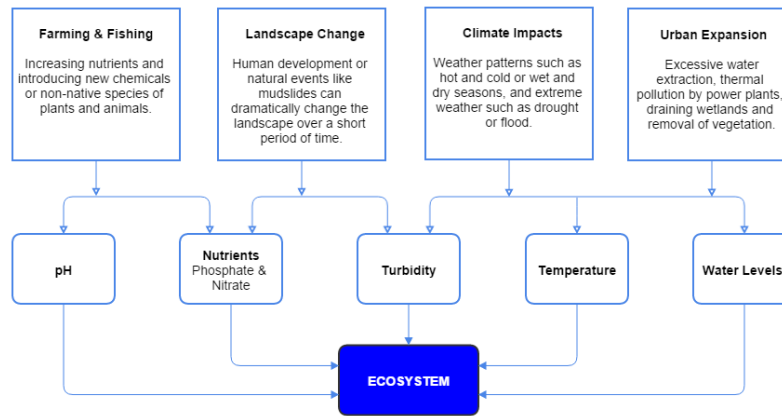 Farming & Fishing
Increasing nutrients and
introducing new chemicals
or non-native species of
plants and animals.
Landscape Change
Human development or
natural events like
mudslides can
dramatically change the
landscape over a short
period of time.
Climate Impacts
Weather patterns such as
hot and cold or wet and
dry seasons, and extreme
weather such as drought
or flood.
Urban Expansion
Excessive water
extraction, thermal
pollution by power plants,
draining wetlands and
removal of vegetation.
pH
Nutrients
Phosphate &
Nitrate
Turbidity
Temperature
Water Levels
ECOSYSTEM